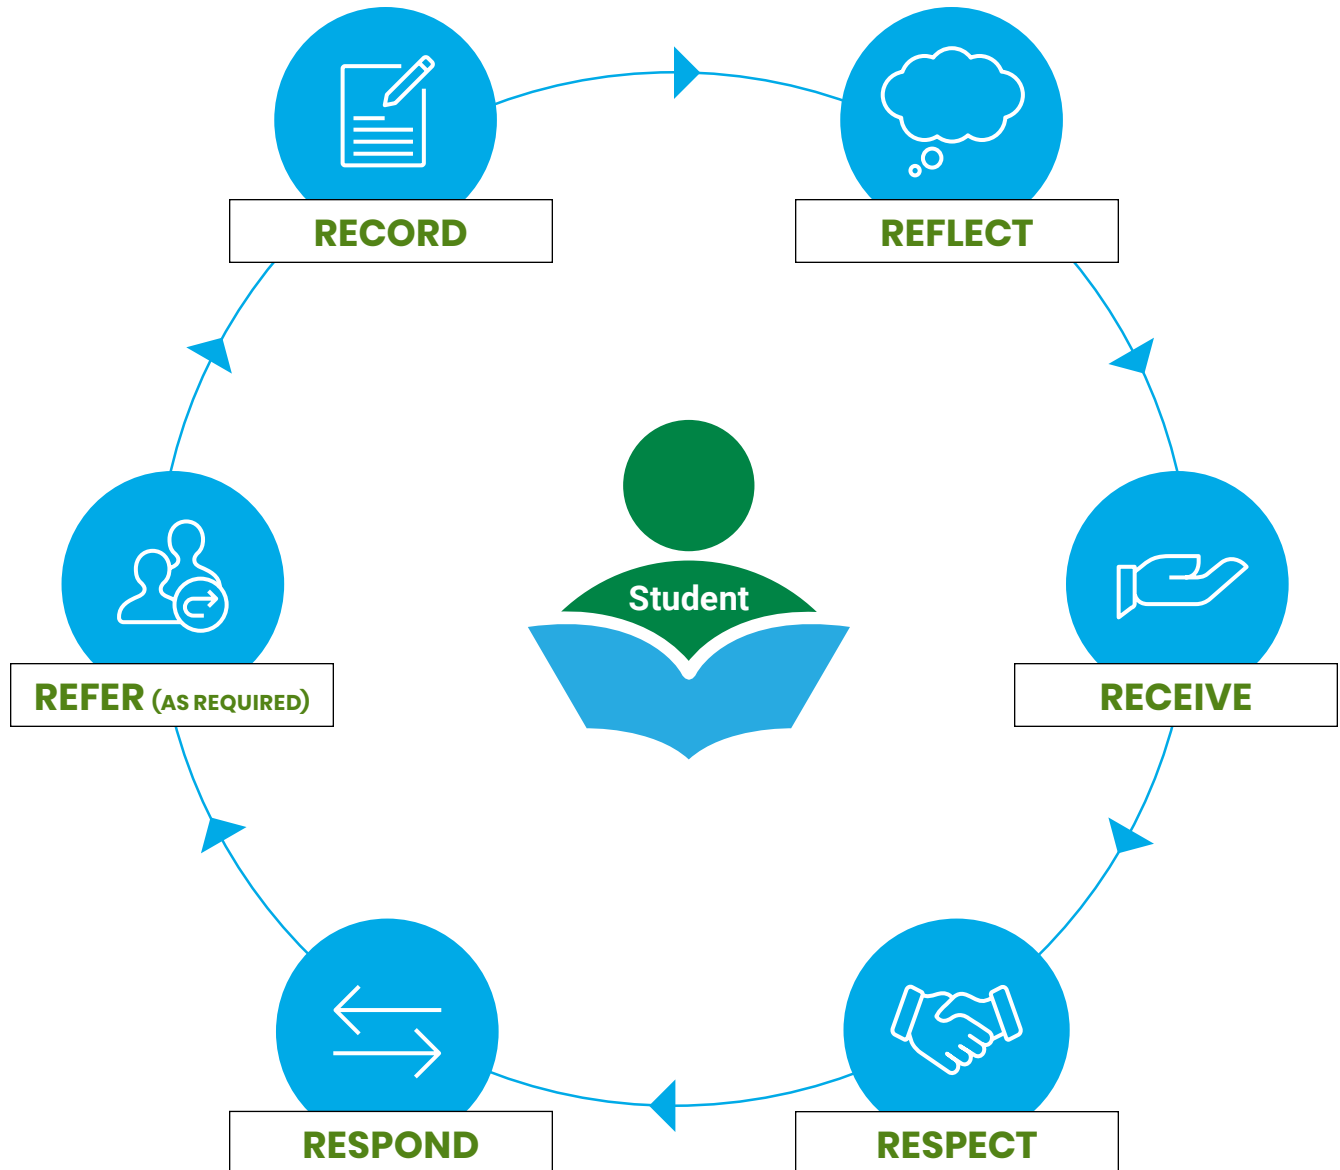 RECORD
REFLECT
Student
REFER (AS REQUIRED)
RECEIVE
RESPOND
RESPECT